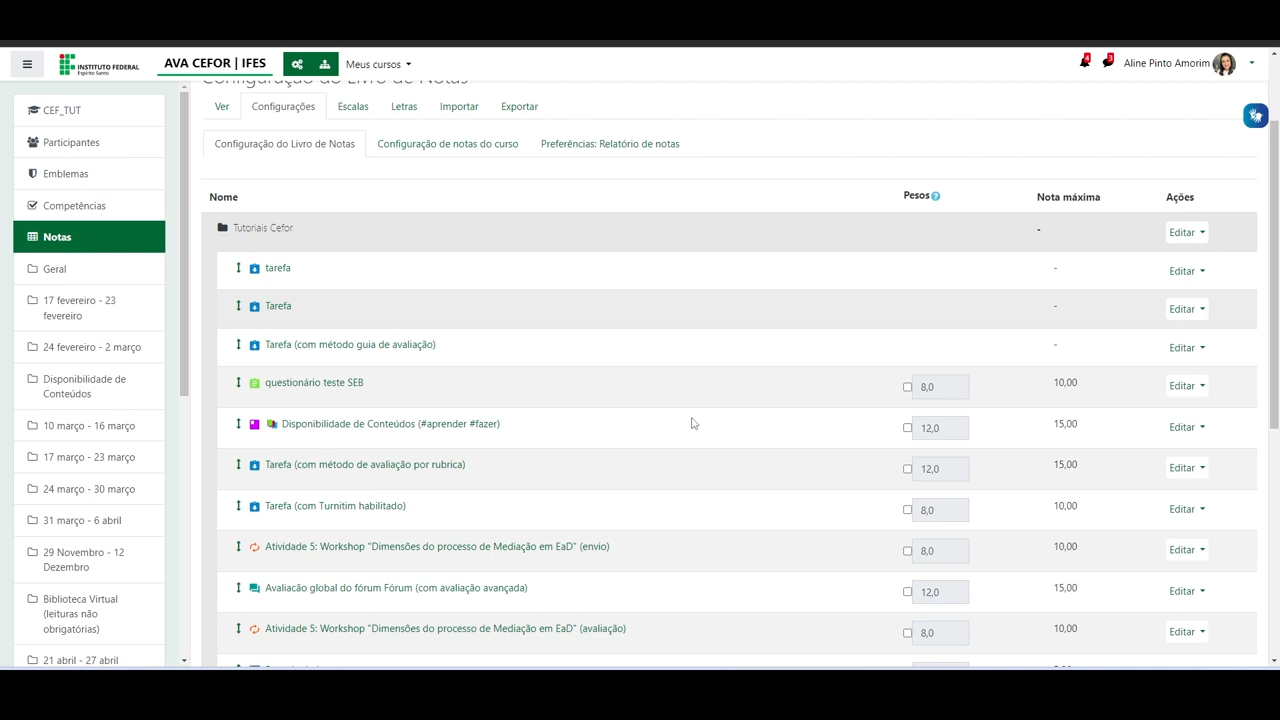 INSTITUTO FEDERAL
Espírito Santo
AVA CEFOR | IFES
Meus cursos
4
3
Aline Pinto Amorim
Configuração do Livro de Notas
Ver
Configurações
Escalas
Letras
Importar
Exportar
Configuração do Livro de Notas
Configuração de notas do curso
Preferências: Relatório de notas
CEF_TUT
Participantes
Emblemas
Competências
Notas
Geral
17 fevereiro - 23
fevereiro
24 fevereiro - 2 março
Disponibilidade de
Conteúdos
10 março - 16 março
17 março - 23 março
24 março - 30 março
31 março - 6 abril
29 Novembro - 12
Dezembro
Biblioteca Virtual
(leituras não
obrigatórias)
21 abril - 27 abril
Nome Pesos Nota máxima Ações
Tutoriais Cefor - Editar
tarefa - Editar
Tarefa - Editar
Tarefa (com método guia de avaliação) - Editar
questionário teste SEB 8,0 10,00 Editar
Disponibilidade de Conteúdos (#aprender #fazer) 12,0 15,00 Editar
Tarefa (com método de avaliação por rubrica) 12,0 15,00 Editar
Tarefa (com Turnitim habilitado) 8,0 10,00 Editar
Atividade 5: Workshop "Dimensões do processo de Mediação em EaD" (envio) 8,0 10,00 Editar
Avaliacão global do fórum Fórum (com avaliação avançada) 12,0 15,00 Editar
Atividade 5: Workshop "Dimensões do processo de Mediação em EaD" (avaliação) 8,0 10,00 Editar